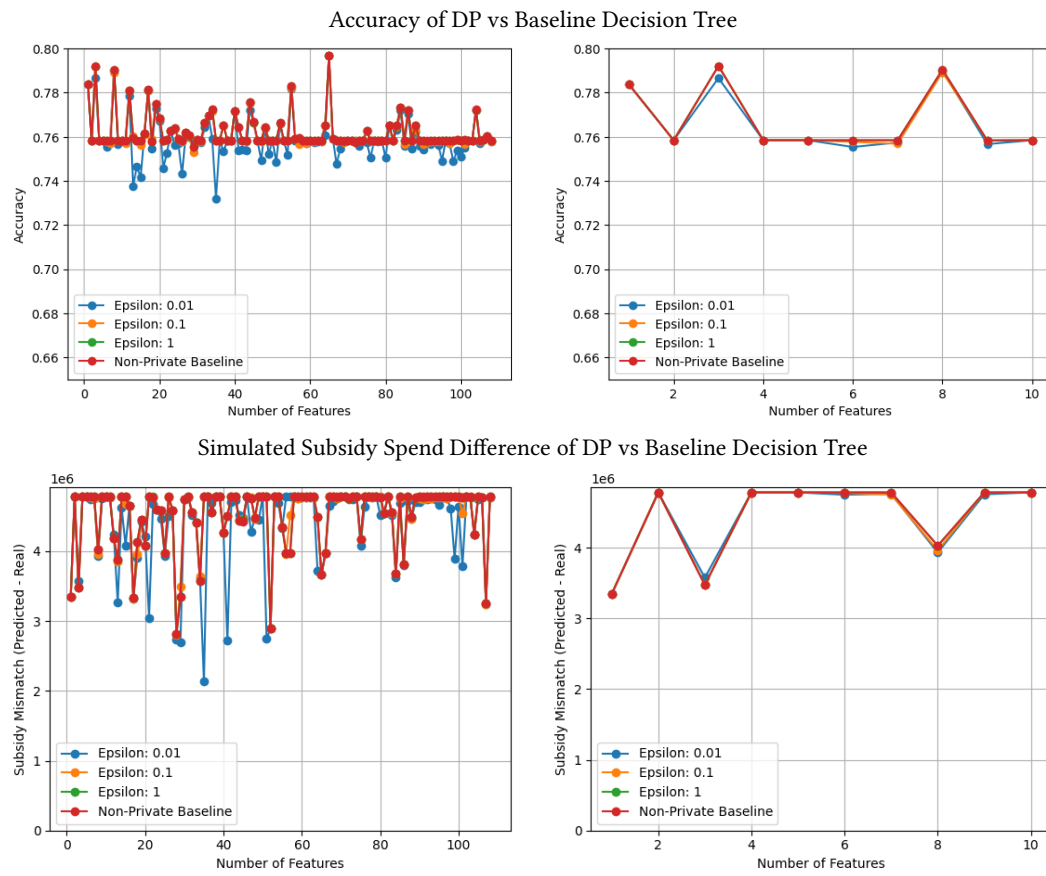 Accuracy of DP vs Baseline Decision Tree
0.80
0.78
0.76
0.74
0.72
0.70
0.68
0.66
Accuracy
Epsilon: 0.01
Epsilon: 0.1
Epsilon: 1
Non-Private Baseline
0 20 40 60 80 100
Number of Features
0.80
0.78
0.76
0.74
0.72
0.70
0.68
0.66
Accuracy
Epsilon: 0.01
Epsilon: 0.1
Epsilon: 1
Non-Private Baseline
2 4 6 8 10
Number of Features
Simulated Subsidy Spend Difference of DP vs Baseline Decision Tree
1e6
4
3
2
1
0
Subsidy Mismatch (Predicted - Real)
Epsilon: 0.01
Epsilon: 0.1
Epsilon: 1
Non-Private Baseline
0 20 40 60 80 100
Number of Features
1e6
4
3
2
1
0
Subsidy Mismatch (Predicted - Real)
Epsilon: 0.01
Epsilon: 0.1
Epsilon: 1
Non-Private Baseline
2 4 6 8 10
Number of Features